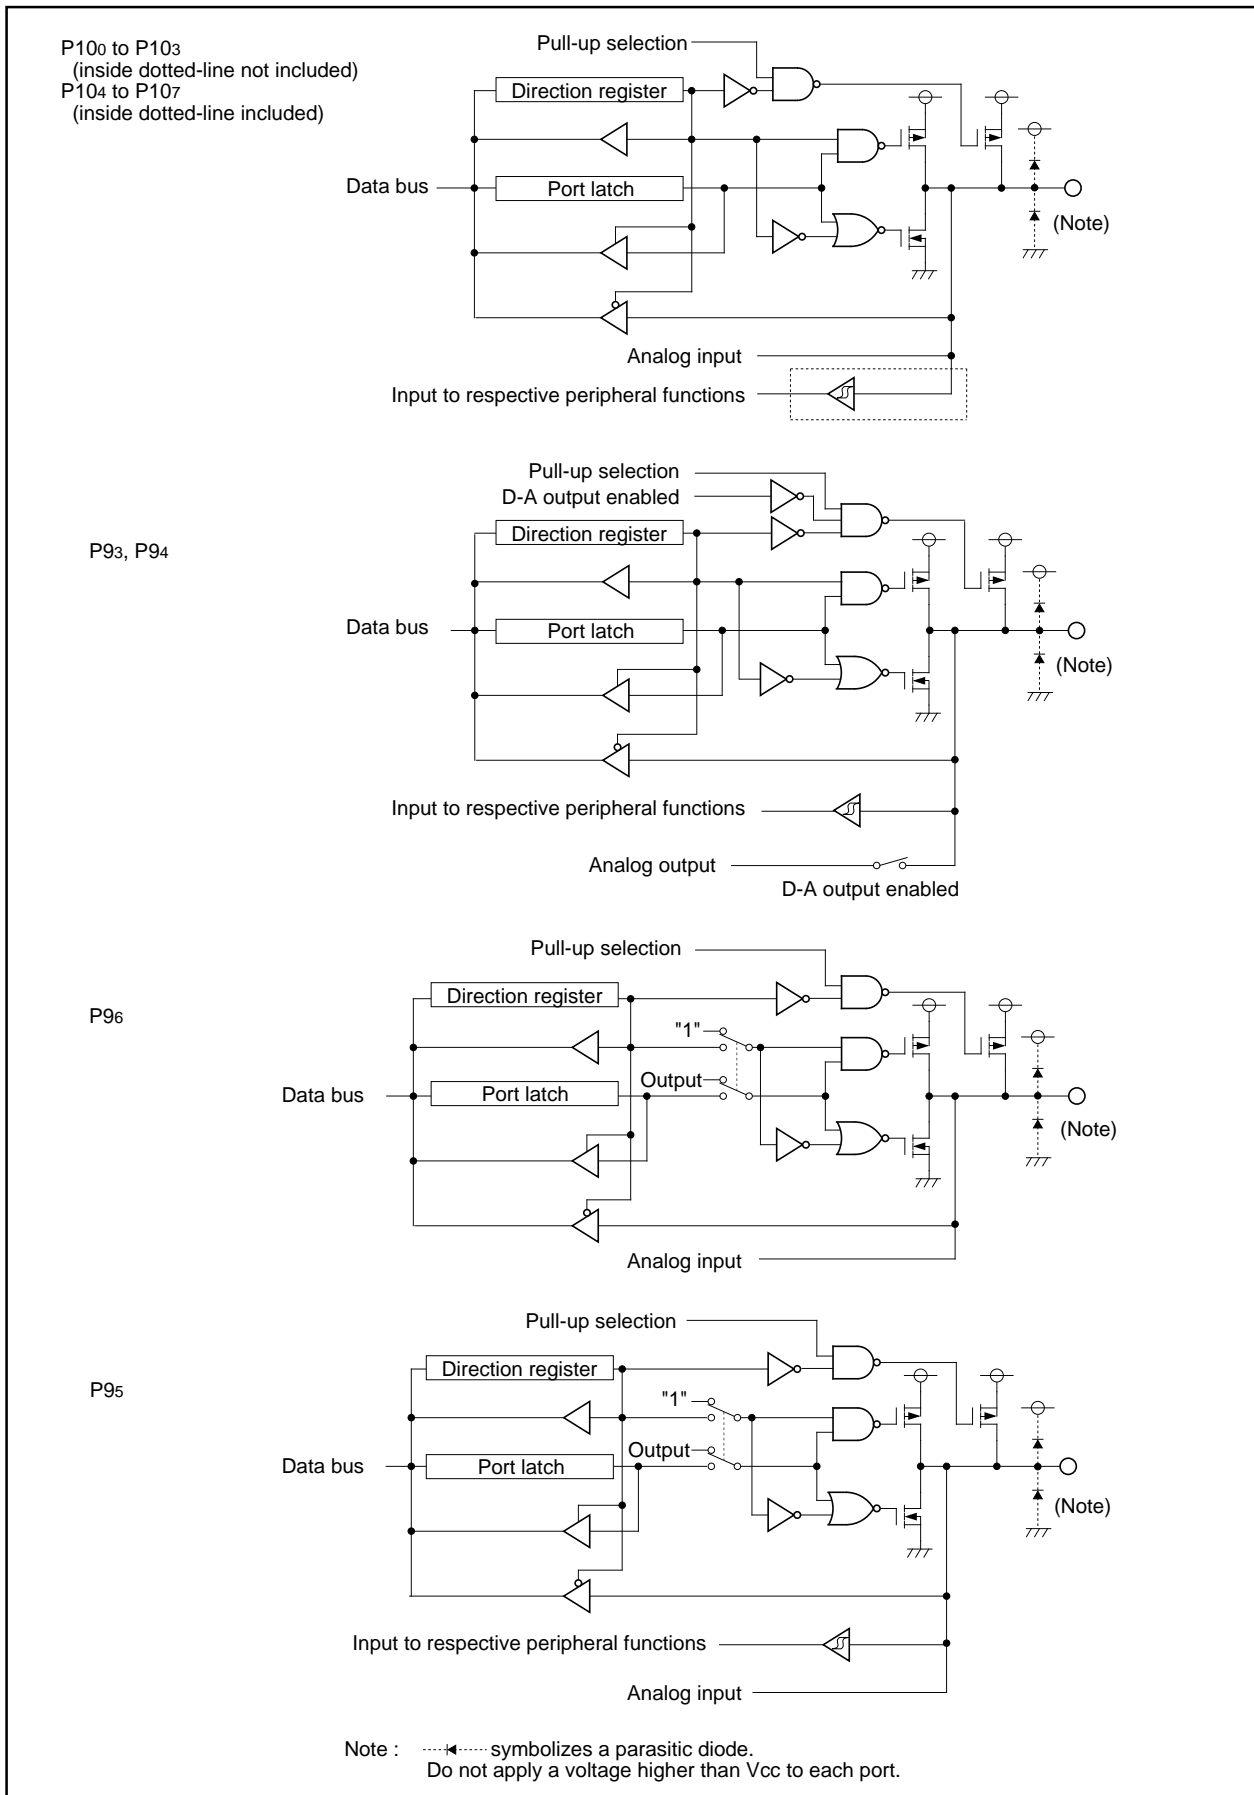 P100 to P103
(inside dotted-line not included)
P104 to P107
(inside dotted-line included)
Pull-up selection
Direction register
Data bus
Port latch
(Note)
Analog input
Input to respective peripheral functions
P93, P94
Pull-up selection
D-A output enabled
Direction register
Data bus
Port latch
(Note)
Input to respective peripheral functions
Analog output
D-A output enabled
P96
Pull-up selection
Direction register
"1"
Output
Data bus
Port latch
(Note)
Analog input
P95
Pull-up selection
Direction register
"1"
Output
Data bus
Port latch
(Note)
Input to respective peripheral functions
Analog input
Note : symbolizes a parasitic diode.
Do not apply a voltage higher than Vcc to each port.